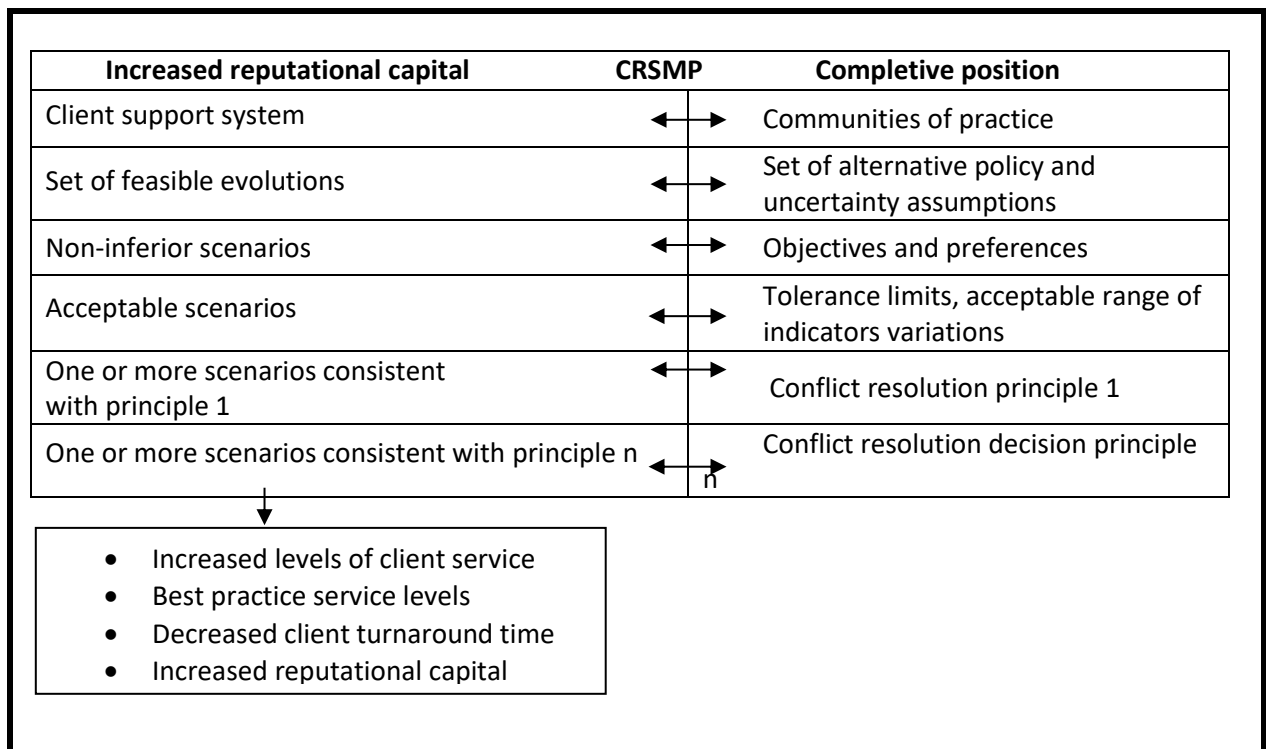 Increased reputational capital CRSMP Completive position
Client support system
Communities of practice
Set of feasible evolutions
Set of alternative policy and
uncertainty assumptions
Non-inferior scenarios
Objectives and preferences
Acceptable scenarios
Tolerance limits, acceptable range of
indicators variations
One or more scenarios consistent
with principle 1
Conflict resolution principle 1
One or more scenarios consistent with principle n
Conflict resolution decision principle
n
• Increased levels of client service
• Best practice service levels
• Decreased client turnaround time
• Increased reputational capital